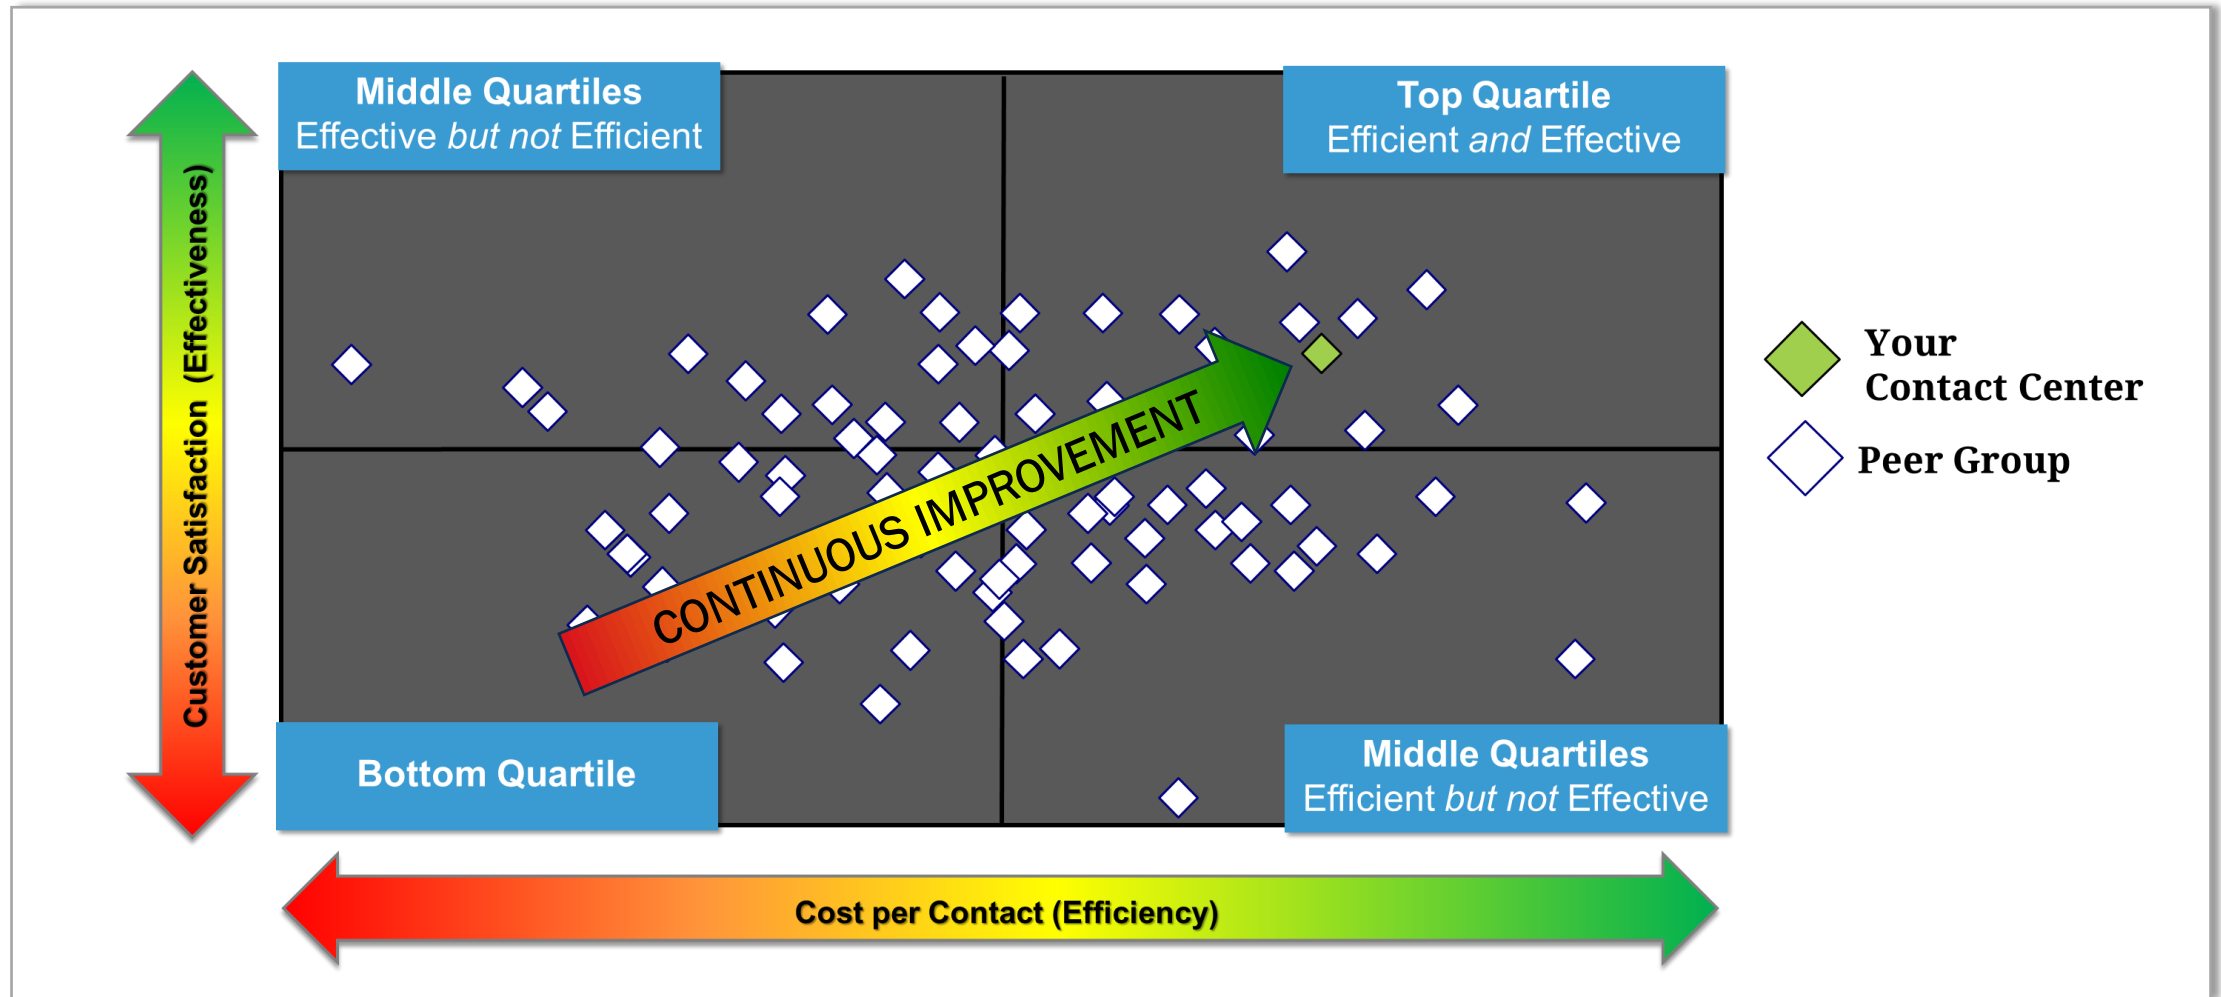 Middle Quartiles
Effective but not Efficient
Top Quartile
Efficient and Effective
Customer Satisfaction (Effectiveness)
CONTINUOUS IMPROVEMENT
Your
Contact Center
Peer Group
Bottom Quartile
Middle Quartiles
Efficient but not Effective
Cost per Contact (Efficiency)